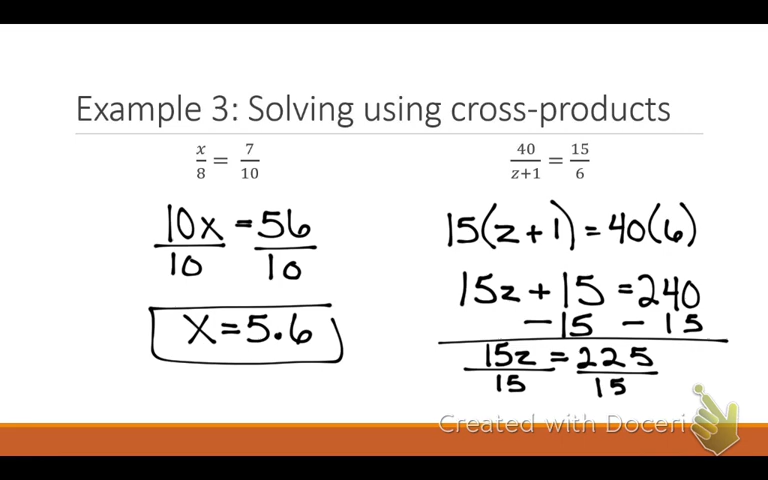 Example 3: Solving using cross-products
x/8 = 7/10
10x = 56
10 10
x = 5.6
40/(z+1) = 15/6
15(z + 1) = 40(6)
15z + 15 = 240
- 15 - 15
15z = 225
15 15
Created with Doceri